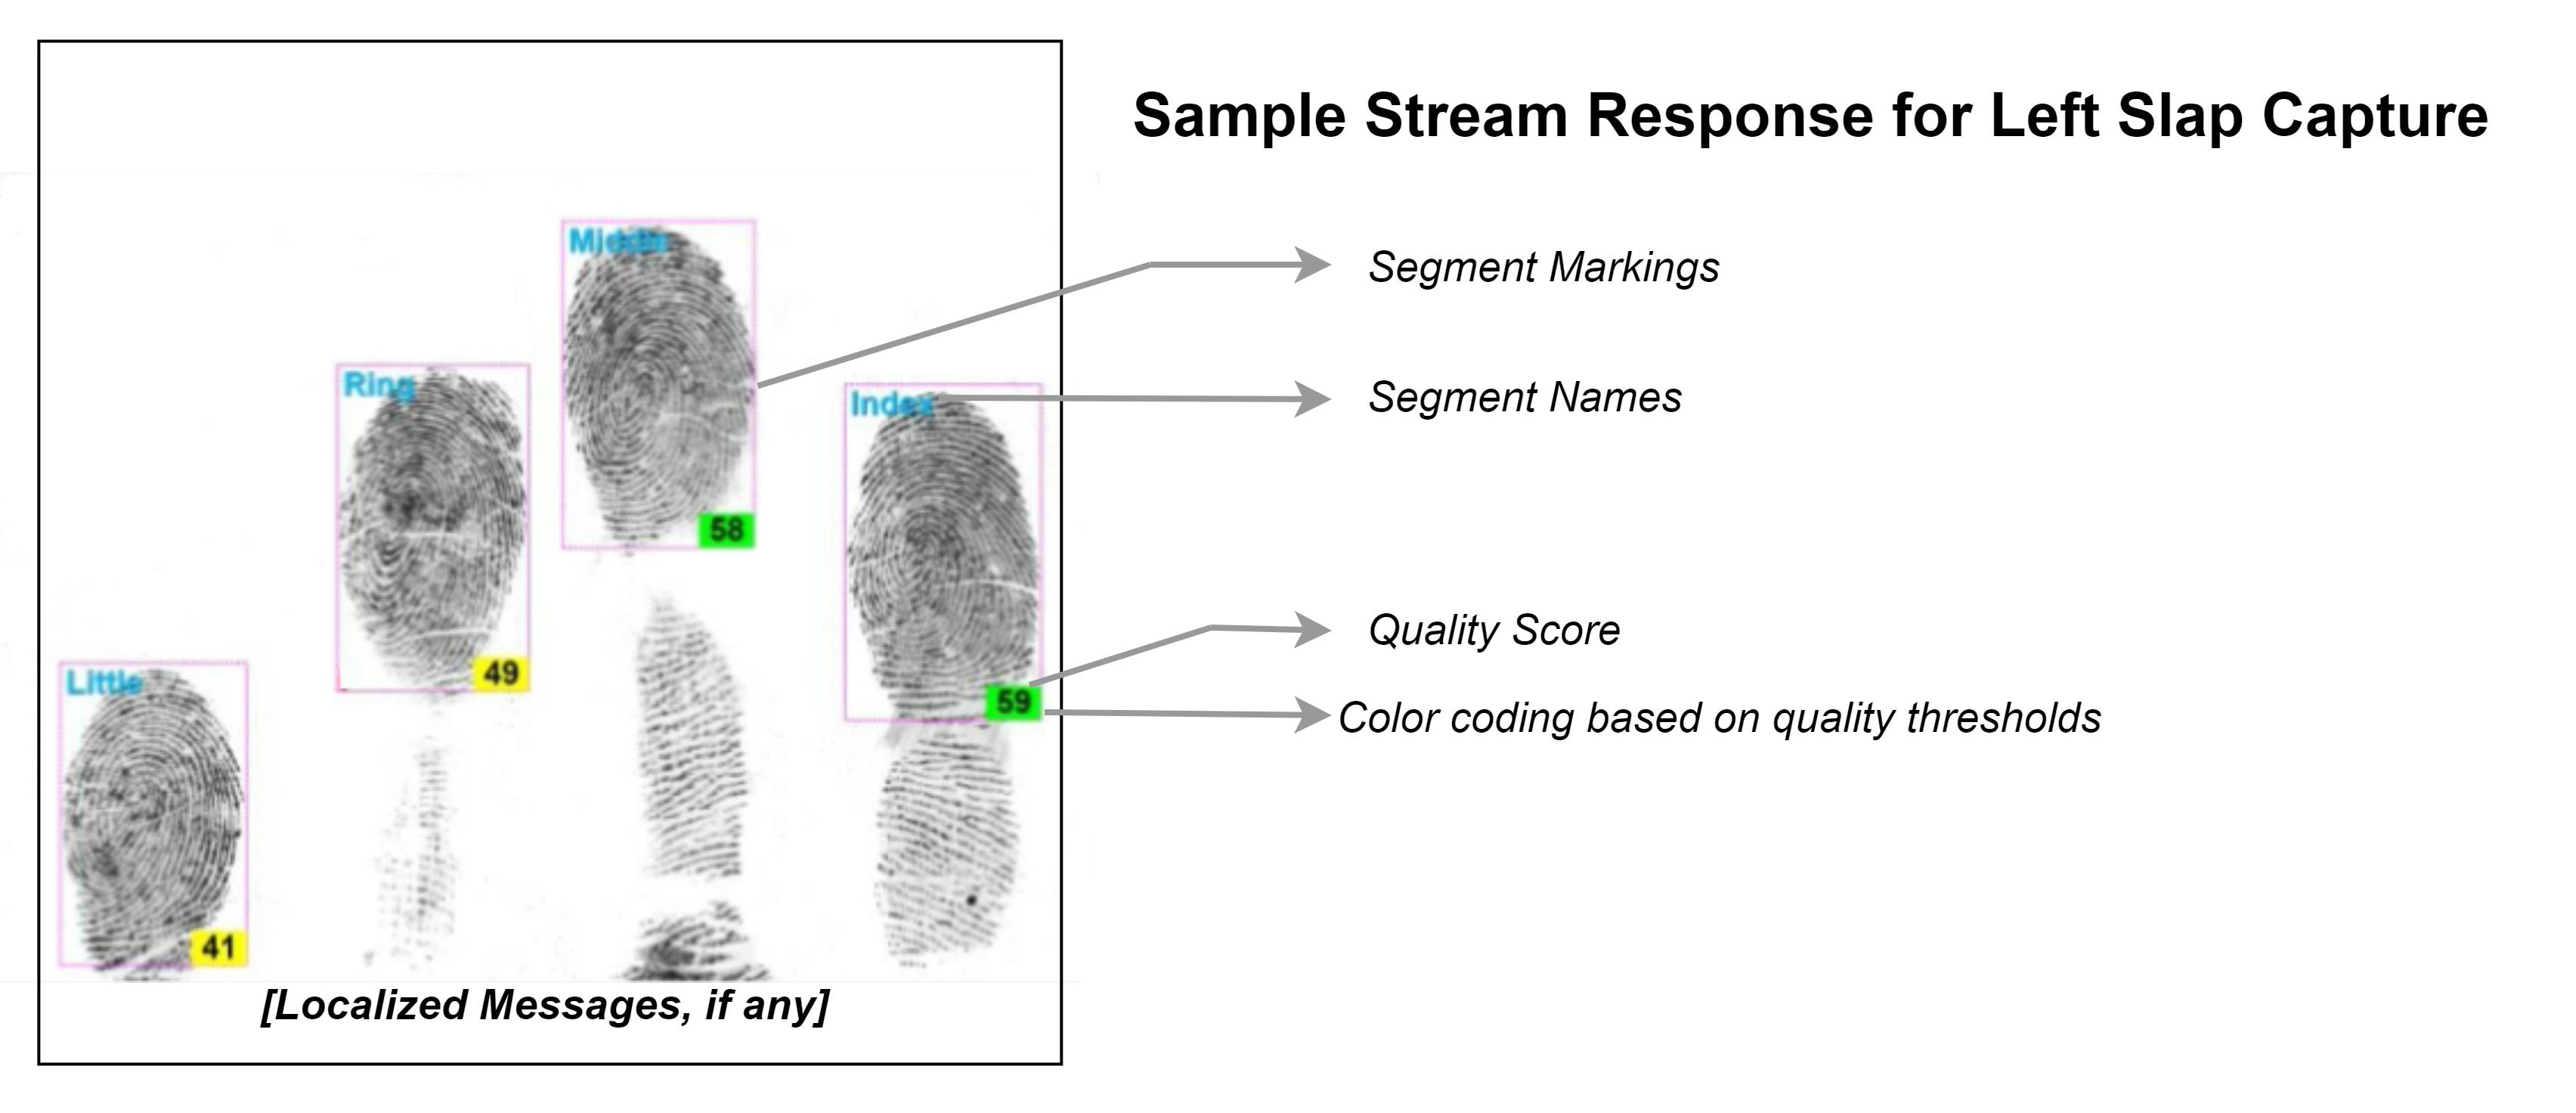 Sample Stream Response for Left Slap Capture
Middle
Segment Markings
Ring
Index
Segment Names
58
Quality Score
49
Little
59
Color coding based on quality thresholds
41
[Localized Messages, if any]